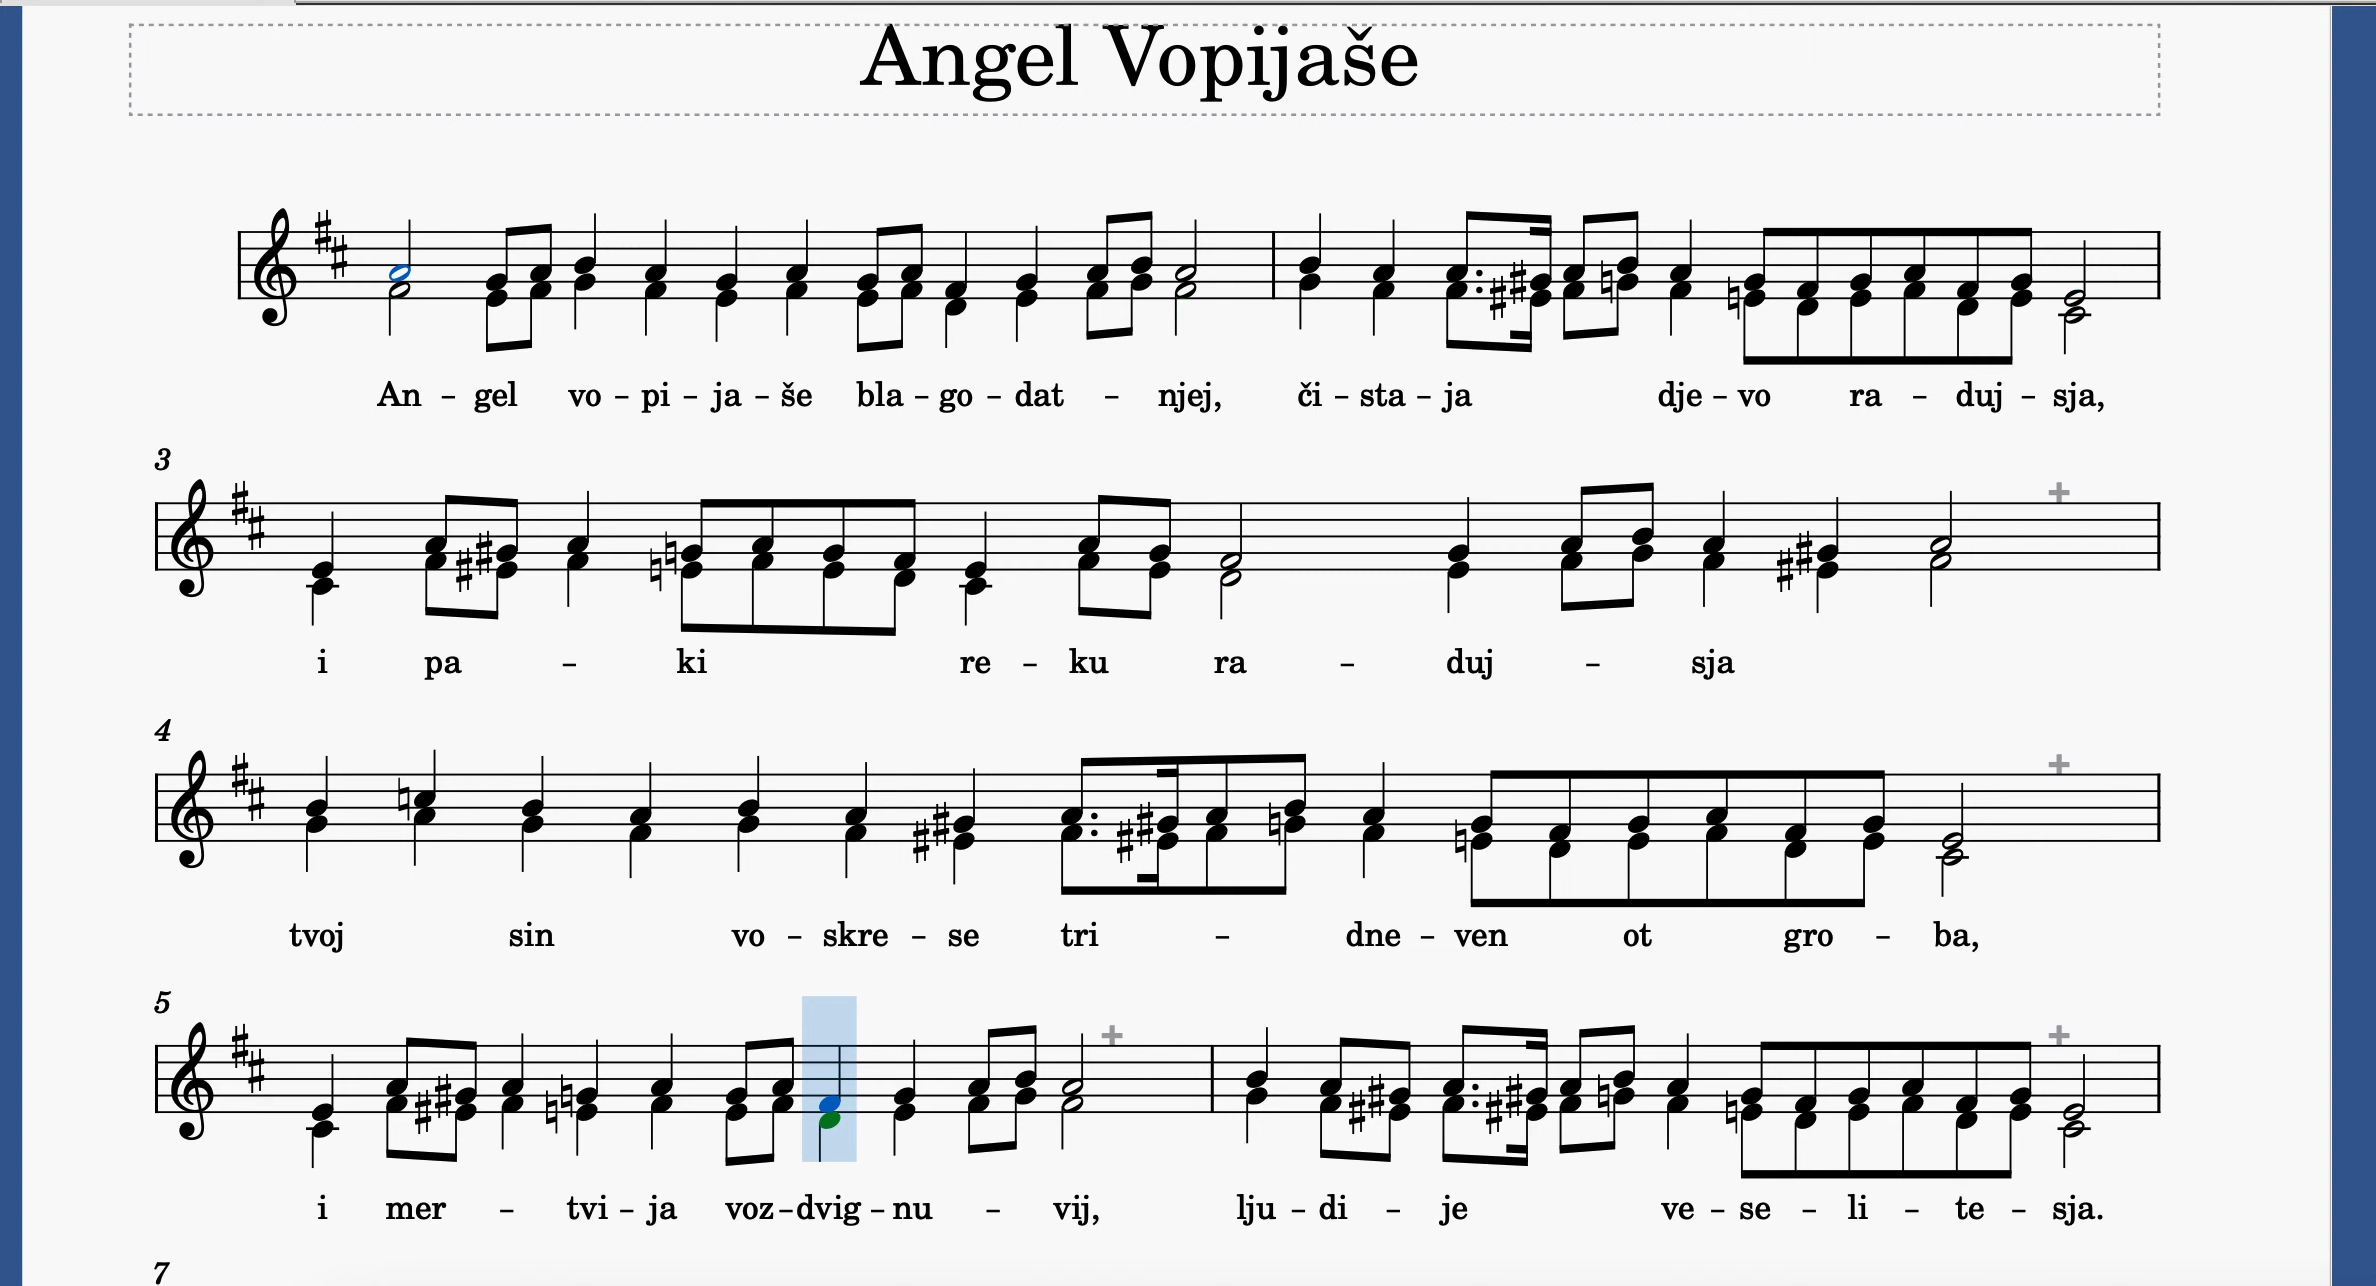 Angel Vopijaše
An - gel vo - pi - ja - še bla - go - dat - njej, či - sta - ja dje - vo ra - duj - sja,
3
i pa - ki re - ku ra - duj - sja
4
tvoj sin vo - skre - se tri - dne - ven ot gro - ba,
5
i mer - tvi - ja voz - dvig - nu - vij, lju - di - je ve - se - li - te - sja.
7